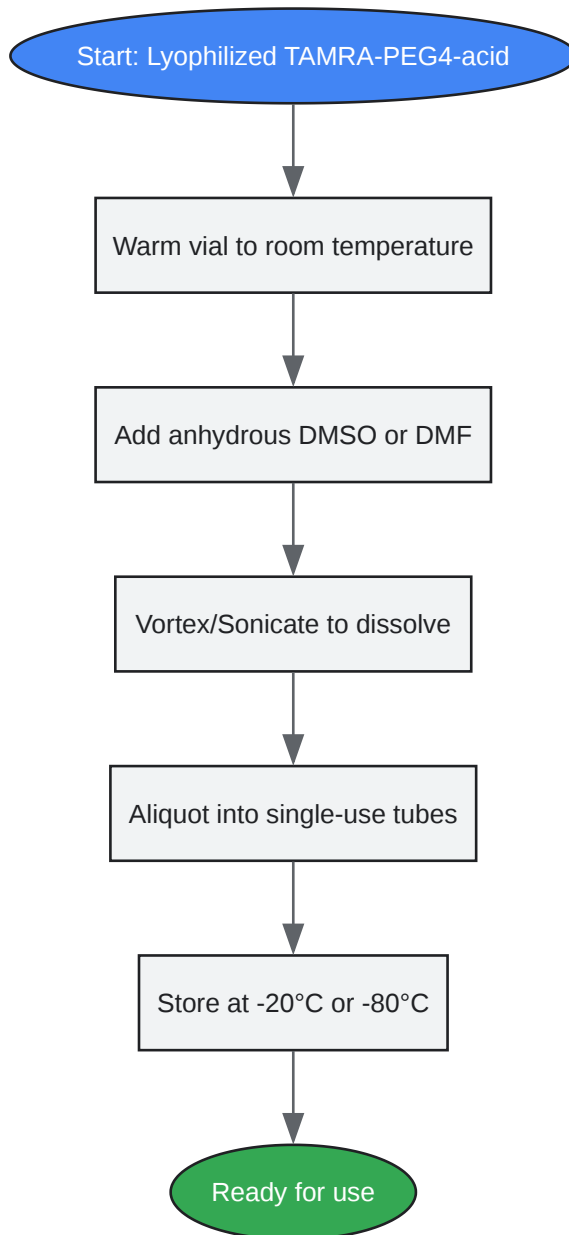 Start: Lyophilized TAMRA-PEG4-acid
Warm vial to room temperature
Add anhydrous DMSO or DMF
Vortex/Sonicate to dissolve
Aliquot into single-use tubes
Store at -20°C or -80°C
Ready for use